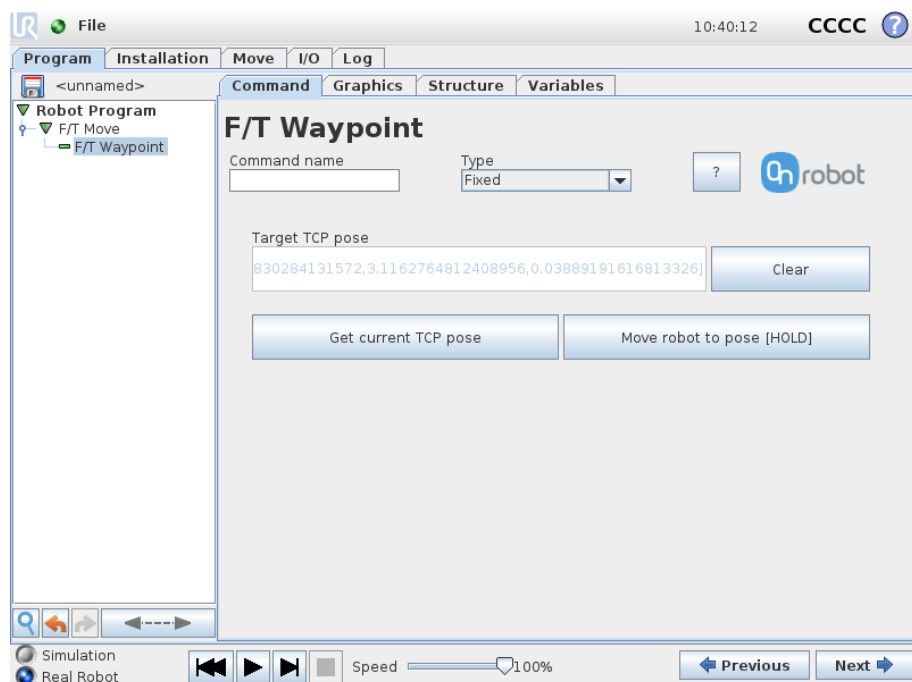 UR File 10:40:12 CCCC ?
Program Installation Move I/O Log
<unnamed> Command Graphics Structure Variables
Robot Program
F/T Move
F/T Waypoint
F/T Waypoint
Command name Type
Fixed ? On robot
Target TCP pose
830284131572,3.1162764812408956,0.03889191616813326] Clear
Get current TCP pose Move robot to pose [HOLD]
Simulation
Real Robot
Speed 100% Previous Next